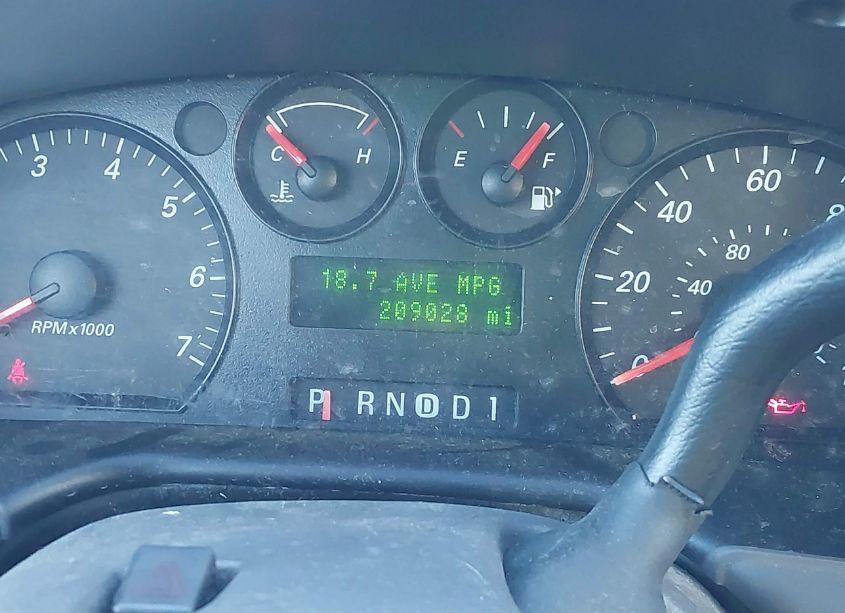 3 4 5 6 7
RPM x 1000
C H
E F
18.7 AVE MPG
209028 mi
P R N D D 1
0 20 40 60
40 80